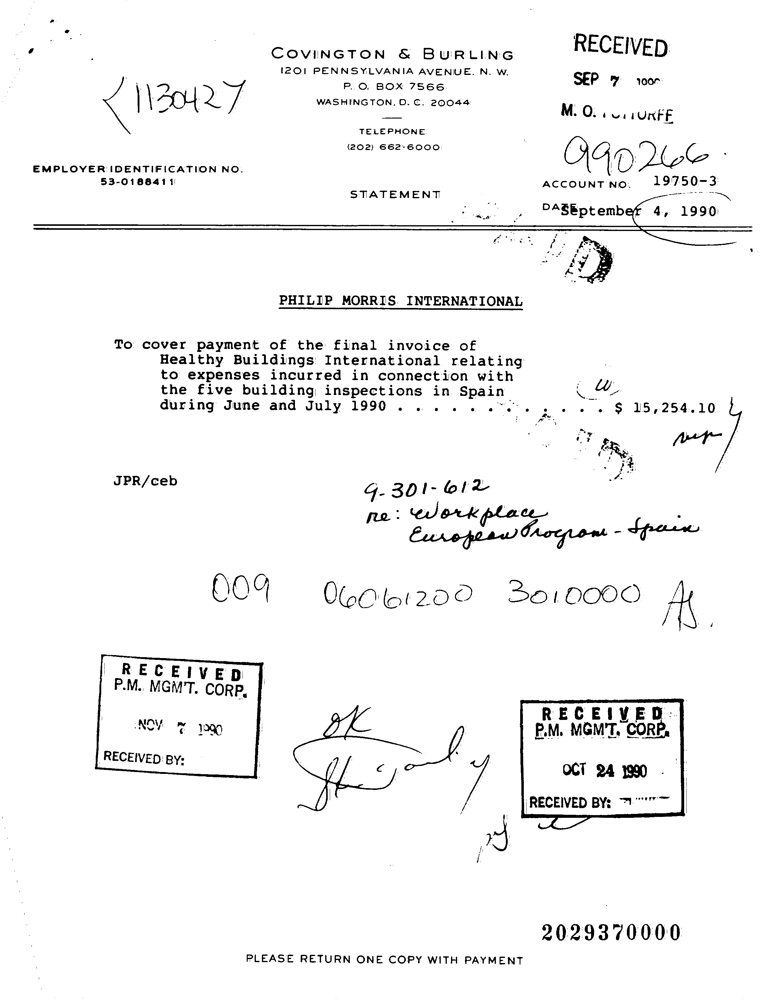 COVINGTON & BURLING
1201 PENNSYLVANIA AVENUE, N. W.
P. O. BOX 7566
WASHINGTON, D. C. 20044
TELEPHONE
(202) 662-6000
RECEIVED
SEP 7
M. O.
1130427
990266
EMPLOYER IDENTIFICATION NO.
53-0188411
STATEMENT
ACCOUNT NO. 19750-3
DATE September 4, 1990
PHILIP MORRIS INTERNATIONAL
To cover payment of the final invoice of
Healthy Buildings International relating
to expenses incurred in connection with
the five building inspections in Spain
during June and July 1990 . . . . . . . . . . . . . $ 15,254.10
JPR/ceb
9-301-612
re: Workplace
European Program - Spain
009 06061200 3010000
RECEIVED
P.M. MGM'T. CORP.
NOV 7 1990
RECEIVED BY:
OK
RECEIVED
P.M. MGM'T. CORP.
OCT 24 1990
RECEIVED BY:
2029370000
PLEASE RETURN ONE COPY WITH PAYMENT